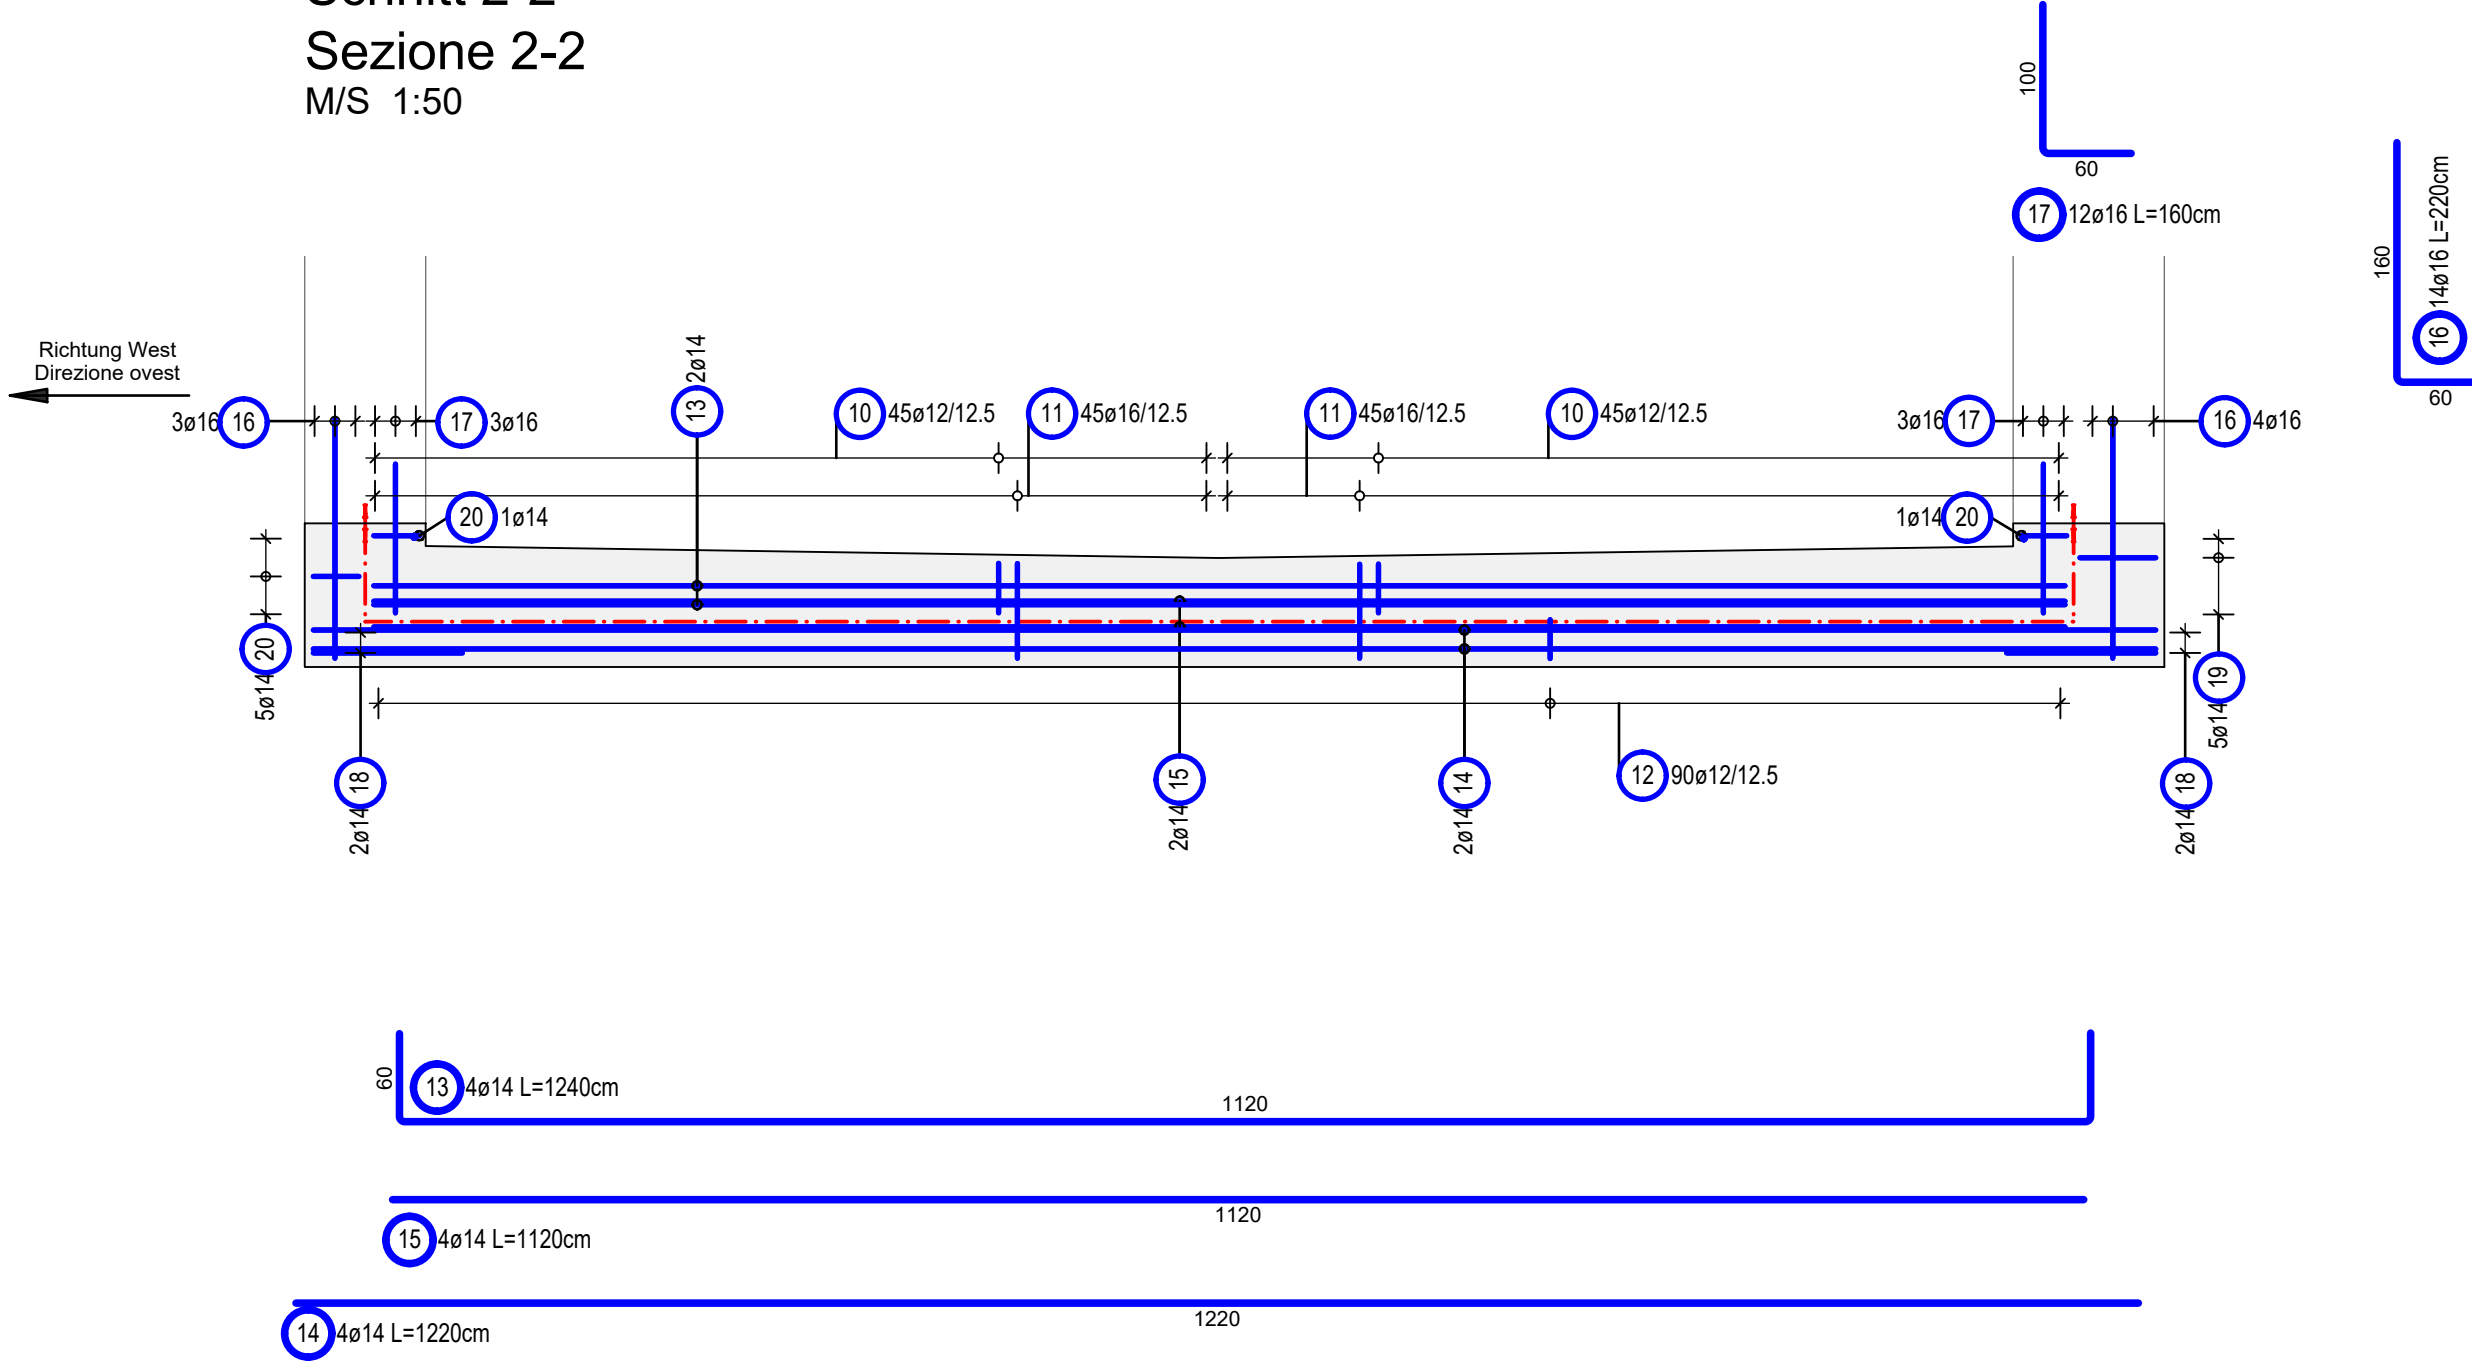 Schnitt 2-2
Sezione 2-2
M/S 1:50
100
60
17 12ø16 L=160cm
160
16 14ø16 L=220cm
60
Richtung West
Direzione ovest
3ø16 16
17 3ø16
13 2ø14
10 45ø12/12.5
11 45ø16/12.5
11 45ø16/12.5
10 45ø12/12.5
3ø16 17
16 4ø16
20 1ø14
1ø14 20
5ø14 20
5ø14 19
2ø14 18
2ø14 15
2ø14 14
12 90ø12/12.5
2ø14 18
60
13 4ø14 L=1240cm
1120
1120
15 4ø14 L=1120cm
1220
14 4ø14 L=1220cm